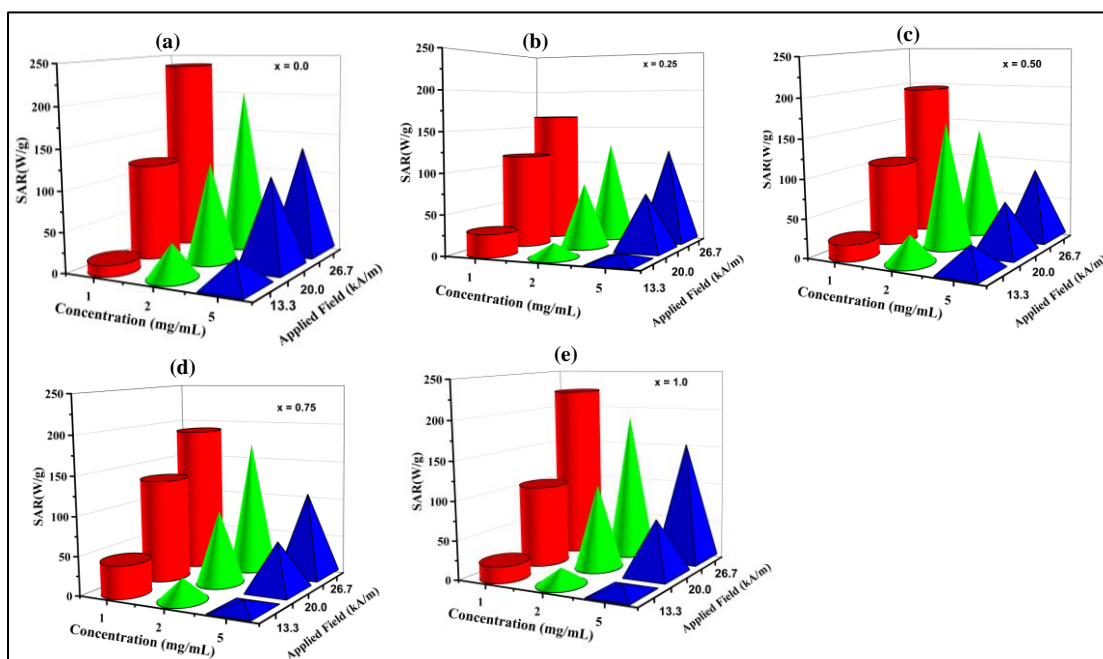 (a)
x = 0.0
250
200
150
100
50
0
SAR(W/g)
1
2
5
Concentration (mg/mL)
13.3
20.0
26.7
Applied Field (kA/m)
(b)
x = 0.25
250
200
150
100
50
0
SAR(W/g)
1
2
5
Concentration (mg/mL)
13.3
20.0
26.7
Applied Field (kA/m)
(c)
x = 0.50
250
200
150
100
50
0
SAR(W/g)
1
2
5
Concentration (mg/mL)
13.3
20.0
26.7
Applied Field (kA/m)
(d)
x = 0.75
250
200
150
100
50
0
SAR(W/g)
1
2
5
Concentration (mg/mL)
13.3
20.0
26.7
Applied Field (kA/m)
(e)
x = 1.0
250
200
150
100
50
0
SAR(W/g)
1
2
5
Concentration (mg/mL)
13.3
20.0
26.7
Applied Field (kA/m)